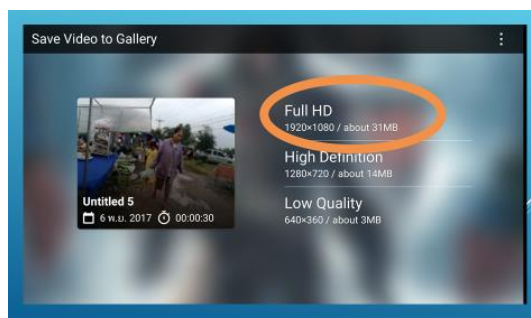 Save Video to Gallery
Full HD
1920×1080 / about 31MB
High Definition
1280×720 / about 14MB
Low Quality
640×360 / about 3MB
Untitled 5
6 พ.ย. 2017 00:00:30